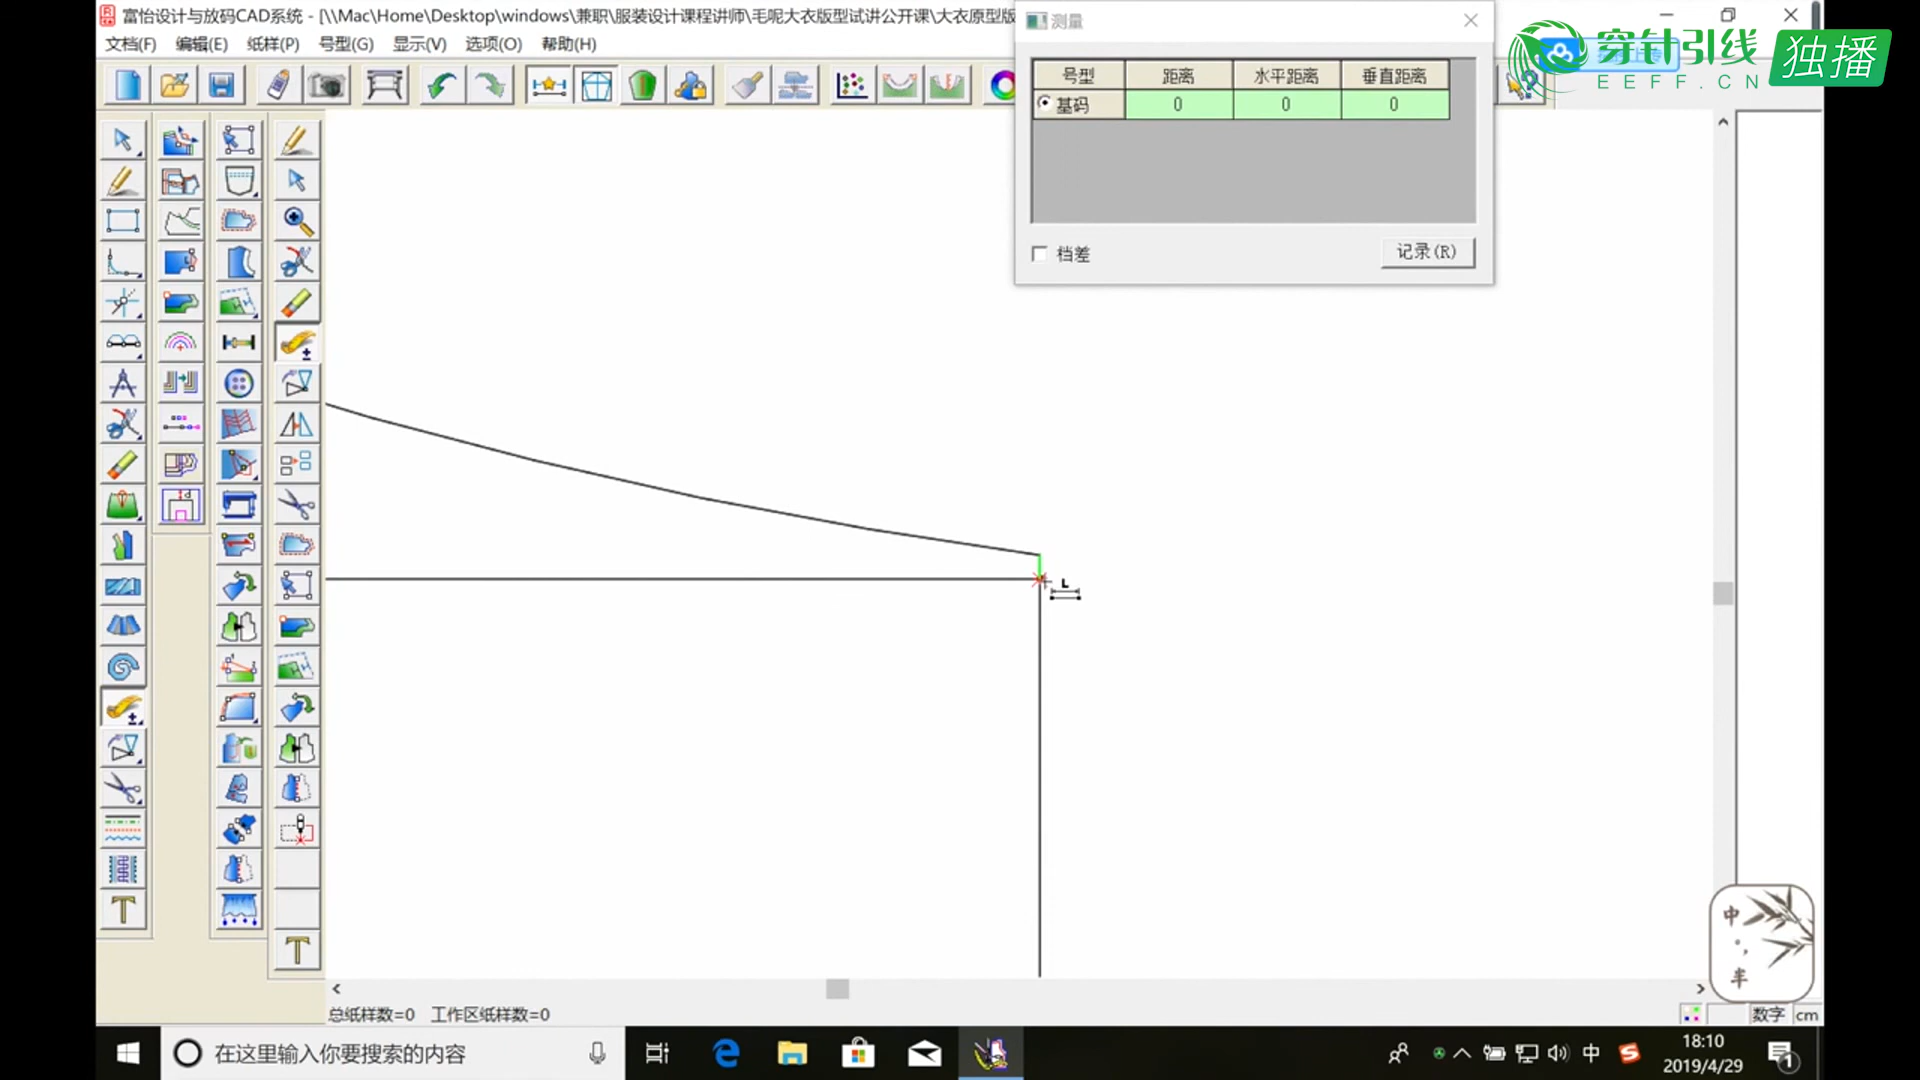 富怡设计与放码CAD系统 - [\\Mac\Home\Desktop\windows\兼职\服装设计课程讲师\毛呢大衣版型试讲公开课\大衣原型版
文档(F) 编辑(E) 纸样(P) 号型(G) 显示(V) 选项(O) 帮助(H)
测量
号型 距离 水平距离 垂直距离
基码 0 0 0
档差 记录(R)
穿针引线
EEFF.CN
独播
L
中
半
总纸样数=0 工作区纸样数=0
数字 cm
在这里输入你要搜索的内容
中
18:10
2019/4/29
1